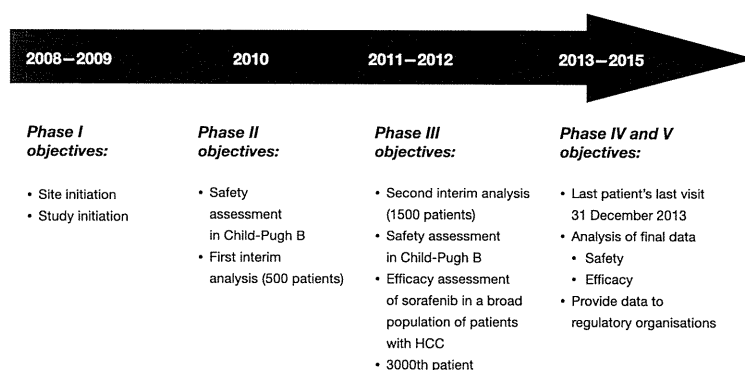 2008–2009
2010
2011–2012
2013–2015
Phase I
objectives:
• Site initiation
• Study initiation
Phase II
objectives:
• Safety
assessment
in Child-Pugh B
• First interim
analysis (500 patients)
Phase III
objectives:
• Second interim analysis
(1500 patients)
• Safety assessment
in Child-Pugh B
• Efficacy assessment
of sorafenib in a broad
population of patients
with HCC
• 3000th patient
Phase IV and V
objectives:
• Last patient's last visit
31 December 2013
• Analysis of final data
• Safety
• Efficacy
• Provide data to
regulatory organisations